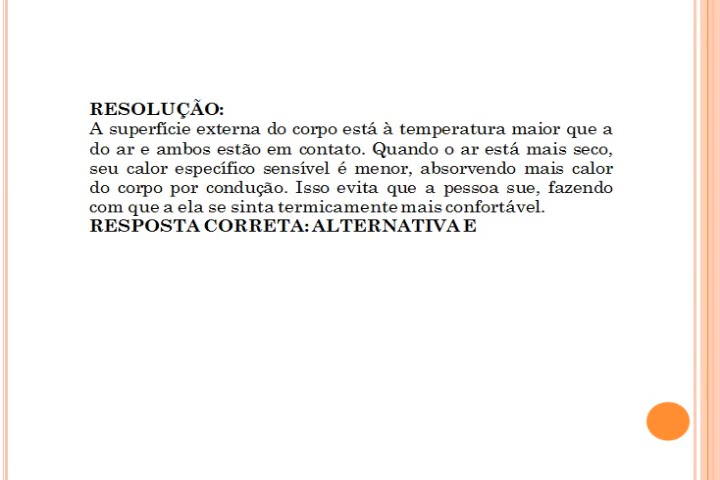 RESOLUÇÃO:
A superfície externa do corpo está à temperatura maior que a
do ar e ambos estão em contato. Quando o ar está mais seco,
seu calor específico sensível é menor, absorvendo mais calor
do corpo por condução. Isso evita que a pessoa sue, fazendo
com que a ela se sinta termicamente mais confortável.
RESPOSTA CORRETA: ALTERNATIVA E